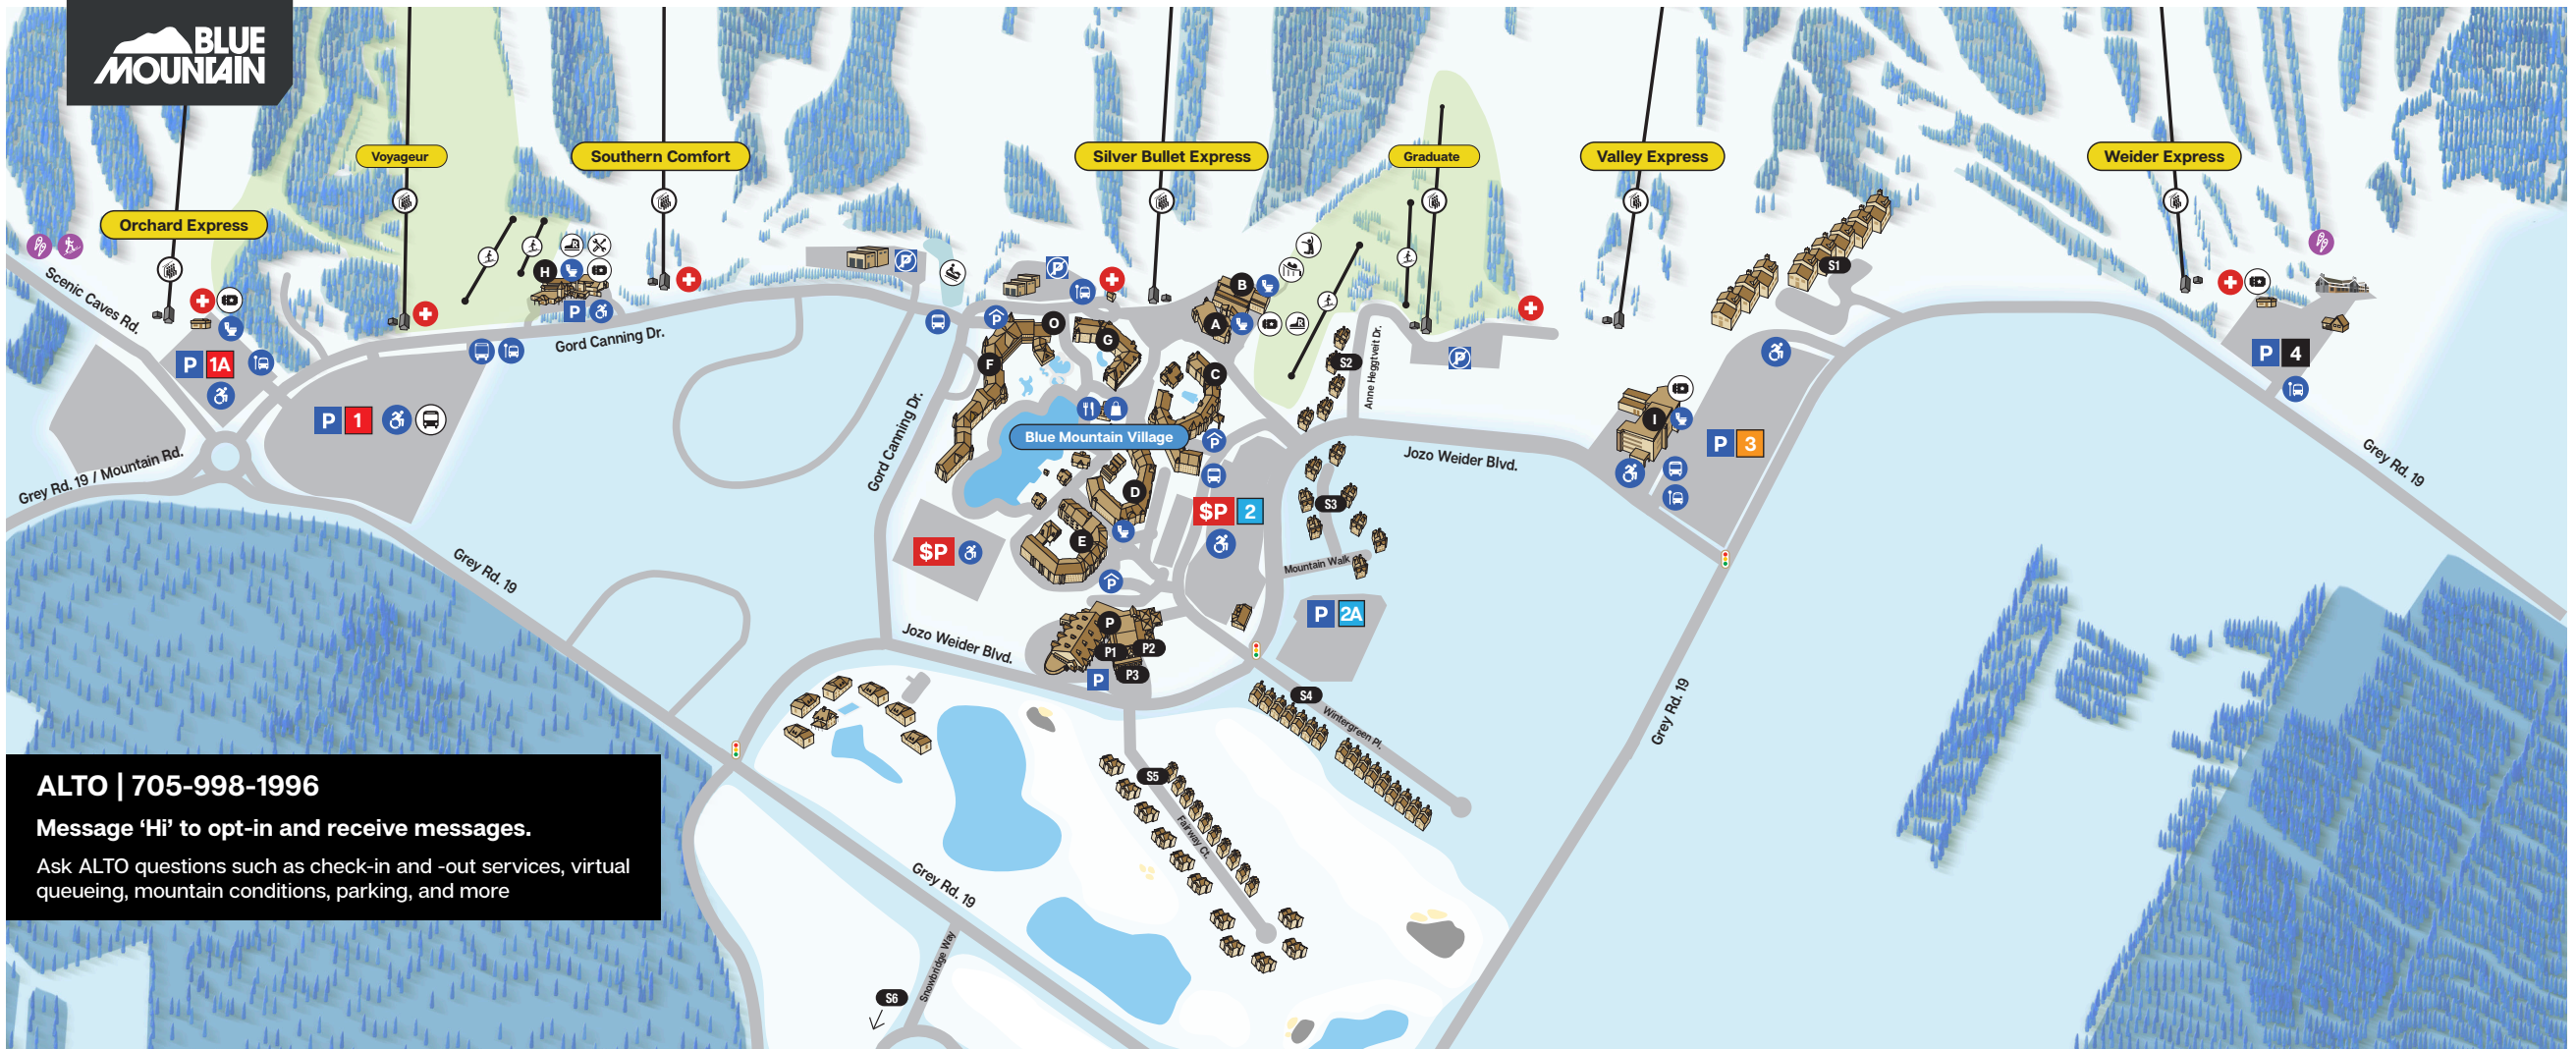 BLUE
MOUNTAIN
Orchard Express
Voyageur
Southern Comfort
Silver Bullet Express
Graduate
Valley Express
Weider Express
Scenic Caves Rd.
Grey Rd. 19 / Mountain Rd.
P 1A
P 1
H
P
Gord Canning Dr.
Gord Canning Dr.
P
P
P
O
G
F
B
A
C
S2
Anne Heggtveit Dr.
P
S1
P 4
Grey Rd. 19
Blue Mountain Village
P
D
E
P
$P
$P 2
S3
Mountain Walk
P 2A
Jozo Weider Blvd.
I
P 3
Grey Rd. 19
Jozo Weider Blvd.
P
P1
P2
P3
P
S4
Wintergreen Pl.
S5
Fairway Ct.
Grey Rd. 19
Grey Rd. 19
Snowbridge Way
S6
ALTO | 705-998-1996
Message ‘Hi’ to opt-in and receive messages.
Ask ALTO questions such as check-in and -out services, virtual
queueing, mountain conditions, parking, and more